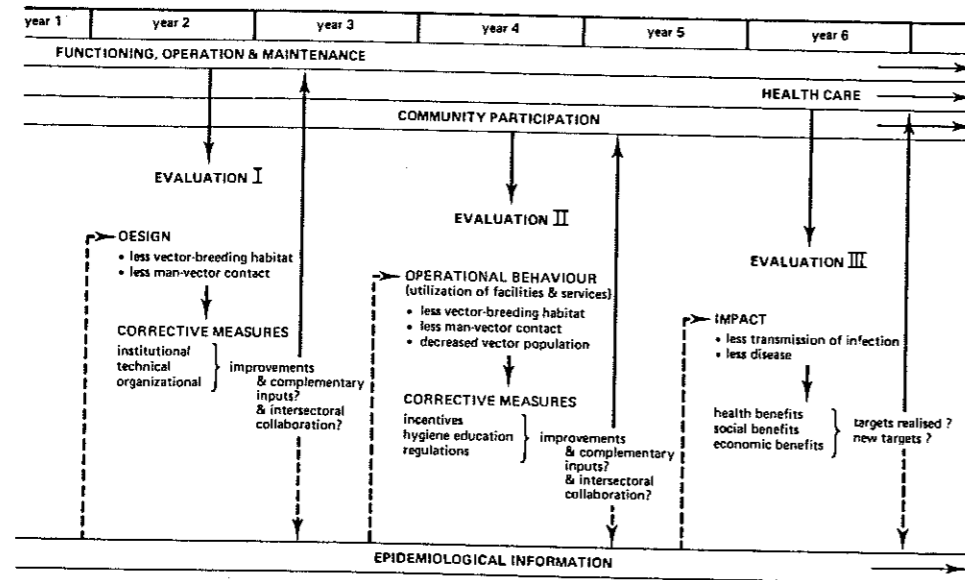 year 1
year 2
year 3
year 4
year 5
year 6
FUNCTIONING, OPERATION & MAINTENANCE
HEALTH CARE
COMMUNITY PARTICIPATION
EVALUATION I
DESIGN
• less vector-breeding habitat
• less man-vector contact
CORRECTIVE MEASURES
institutional
technical
organizational
improvements
& complementary
inputs?
& intersectoral
collaboration?
EVALUATION II
OPERATIONAL BEHAVIOUR
(utilization of facilities & services)
• less vector-breeding habitat
• less man-vector contact
• decreased vector population
CORRECTIVE MEASURES
incentives
hygiene education
regulations
improvements
& complementary
inputs?
& intersectoral
collaboration?
EVALUATION III
IMPACT
• less transmission of infection
• less disease
health benefits
social benefits
economic benefits
targets realised ?
new targets ?
EPIDEMIOLOGICAL INFORMATION